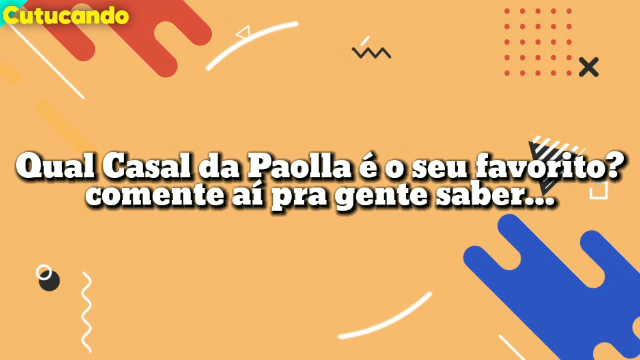 Cutucando
Qual Casal da Paolla é o seu favorito?
comente aí pra gente saber...